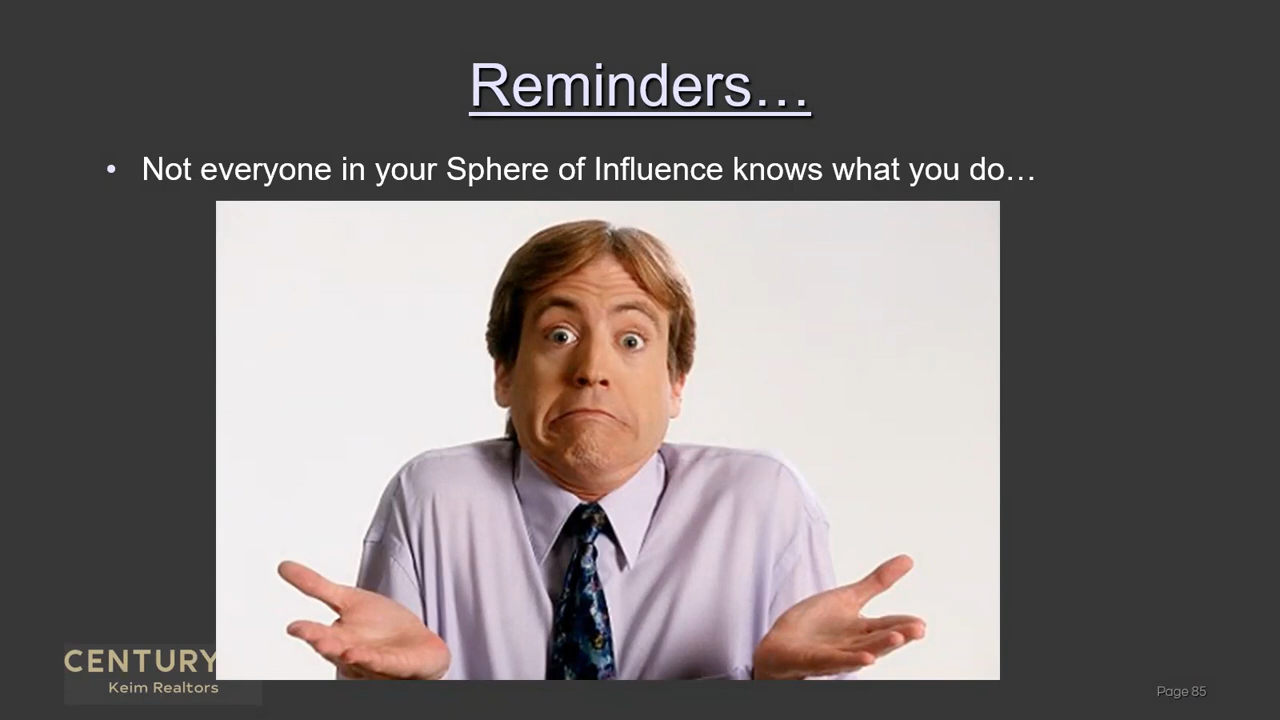 Reminders…
• Not everyone in your Sphere of Influence knows what you do…
CENTURY
Keim Realtors
Page 85